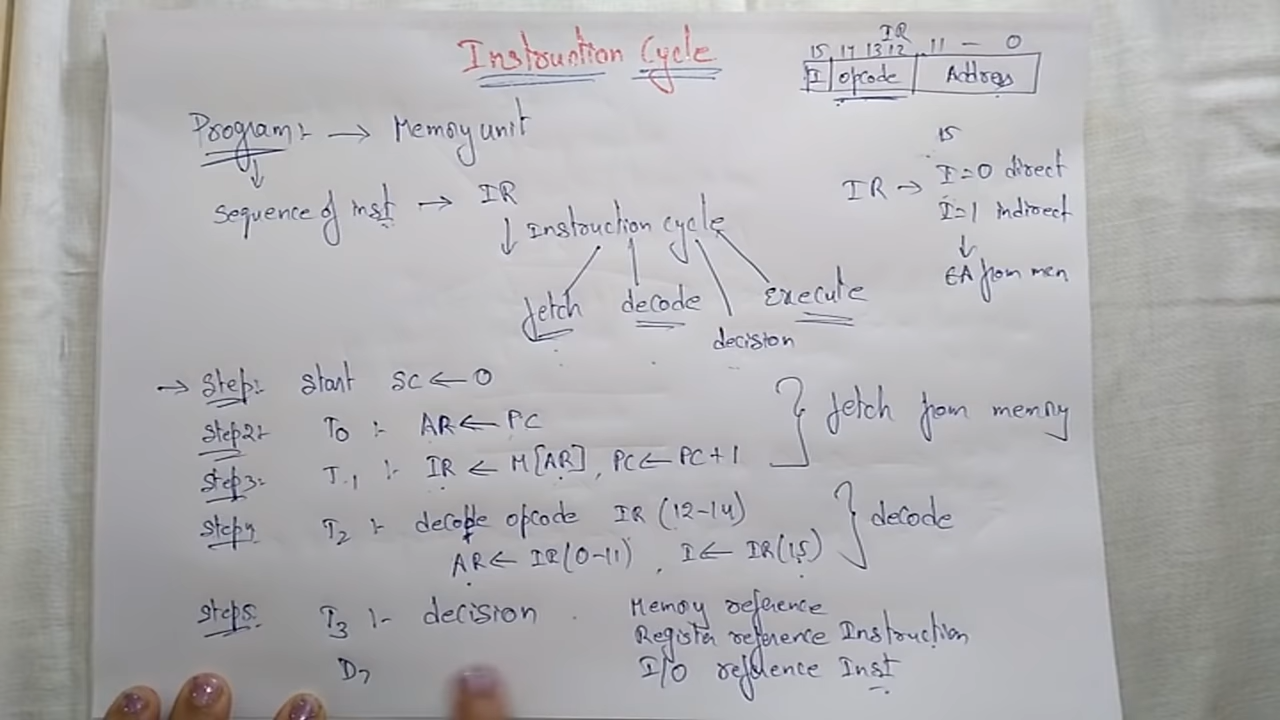 Instruction Cycle
IR
15 14 13 12 11 — 0
I opcode Address
Program :- → Memory unit
↓
Sequence of inst → IR
↓ Instruction cycle
fetch decode decision execute
15
IR → I=0 direct
I=1 indirect
↓
EA from mem
→ Step:- start SC ← 0
Step2:- T0 :- AR ← PC
Step3:- T1 :- IR ← M[AR], PC ← PC + 1
} fetch from memory
Step4 T2 :- decode opcode IR (12-14)
AR ← IR(0-11), I ← IR(15)
} decode
Step5:- T3 :- decision Memory reference
Register reference Instruction
D7 I/O reference Inst